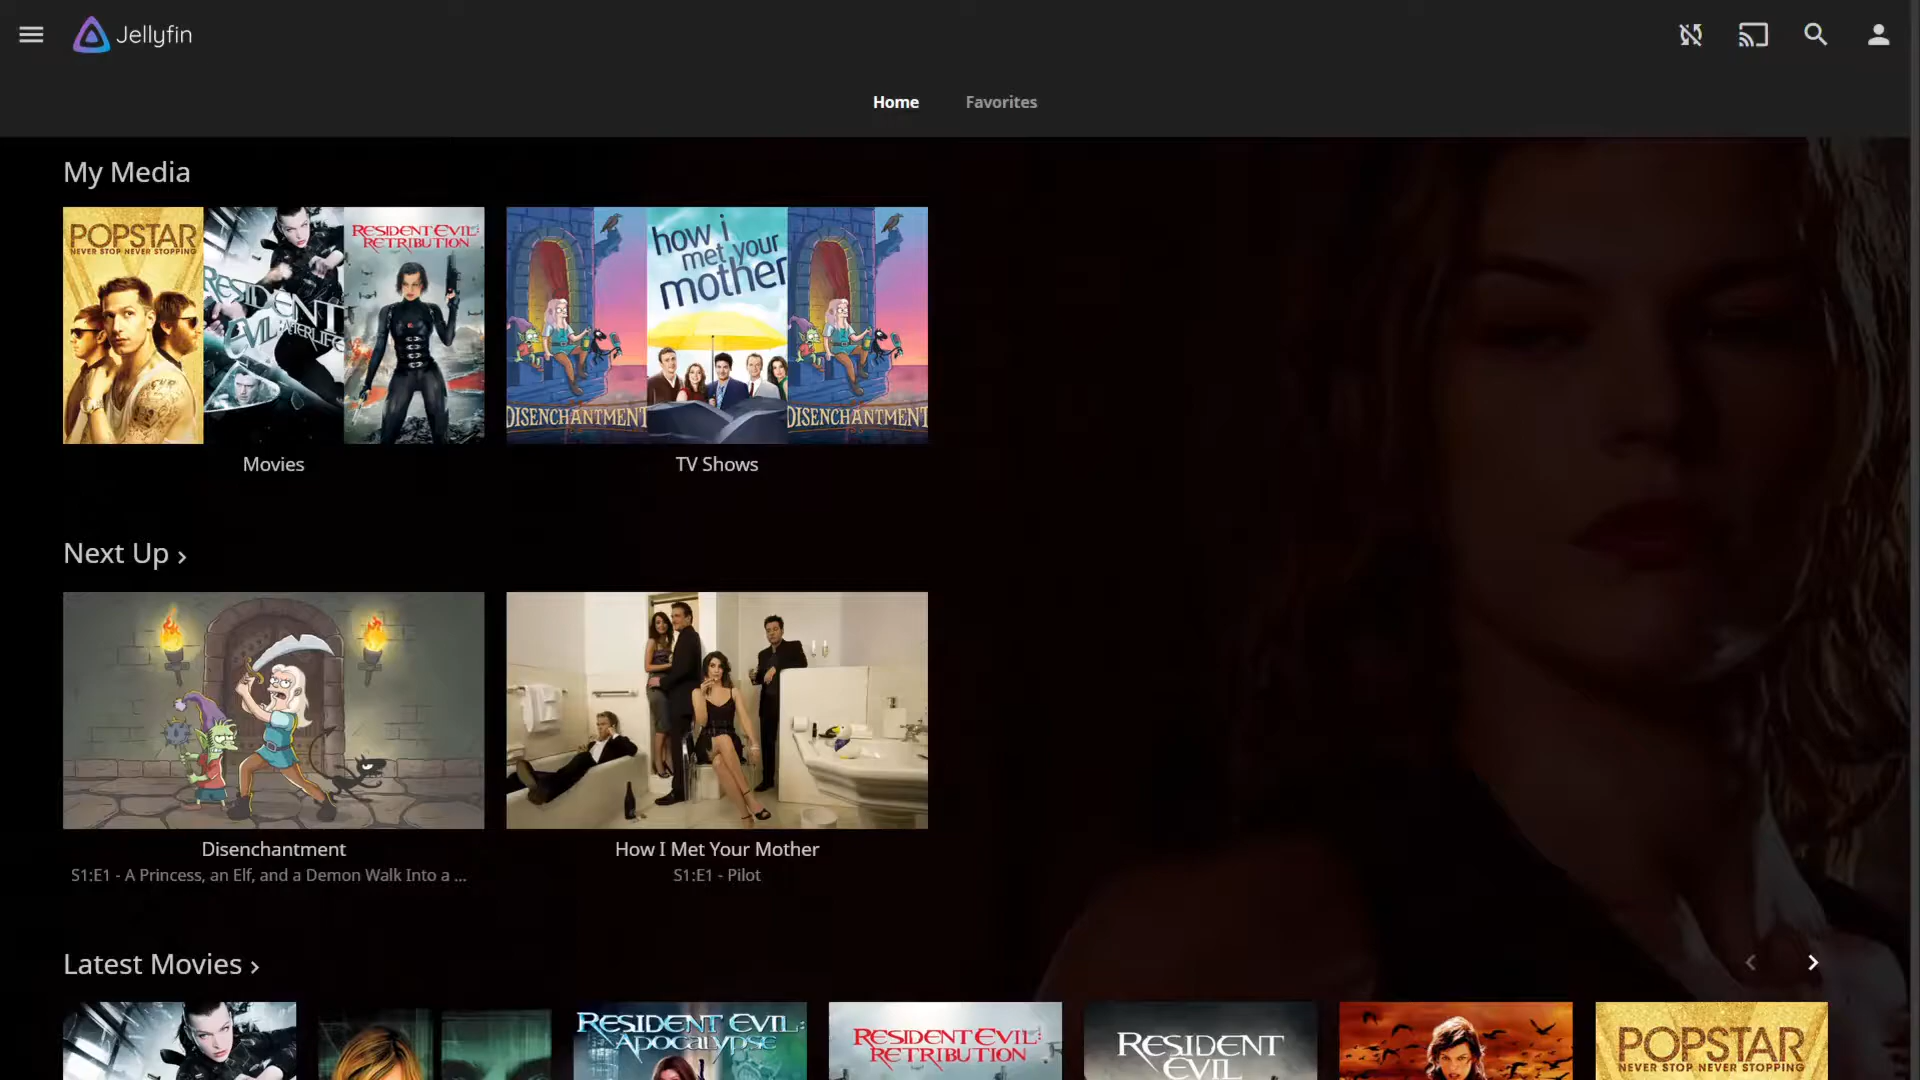 Jellyfin
Home
Favorites
My Media
POPSTAR
NEVER STOP NEVER STOPPING
RESIDENT
EVIL
AFTERLIFE
RESIDENT EVIL:
RETRIBUTION
DISENCHANTMENT
how i
met your
mother
DISENCHANTMENT
Movies
TV Shows
Next Up
Disenchantment
S1:E1 - A Princess, an Elf, and a Demon Walk Into a ...
How I Met Your Mother
S1:E1 - Pilot
Latest Movies
RESIDENT EVIL:
APOCALYPSE
RESIDENT EVIL:
RETRIBUTION
RESIDENT
EVIL
POPSTAR
NEVER STOP NEVER STOPPING